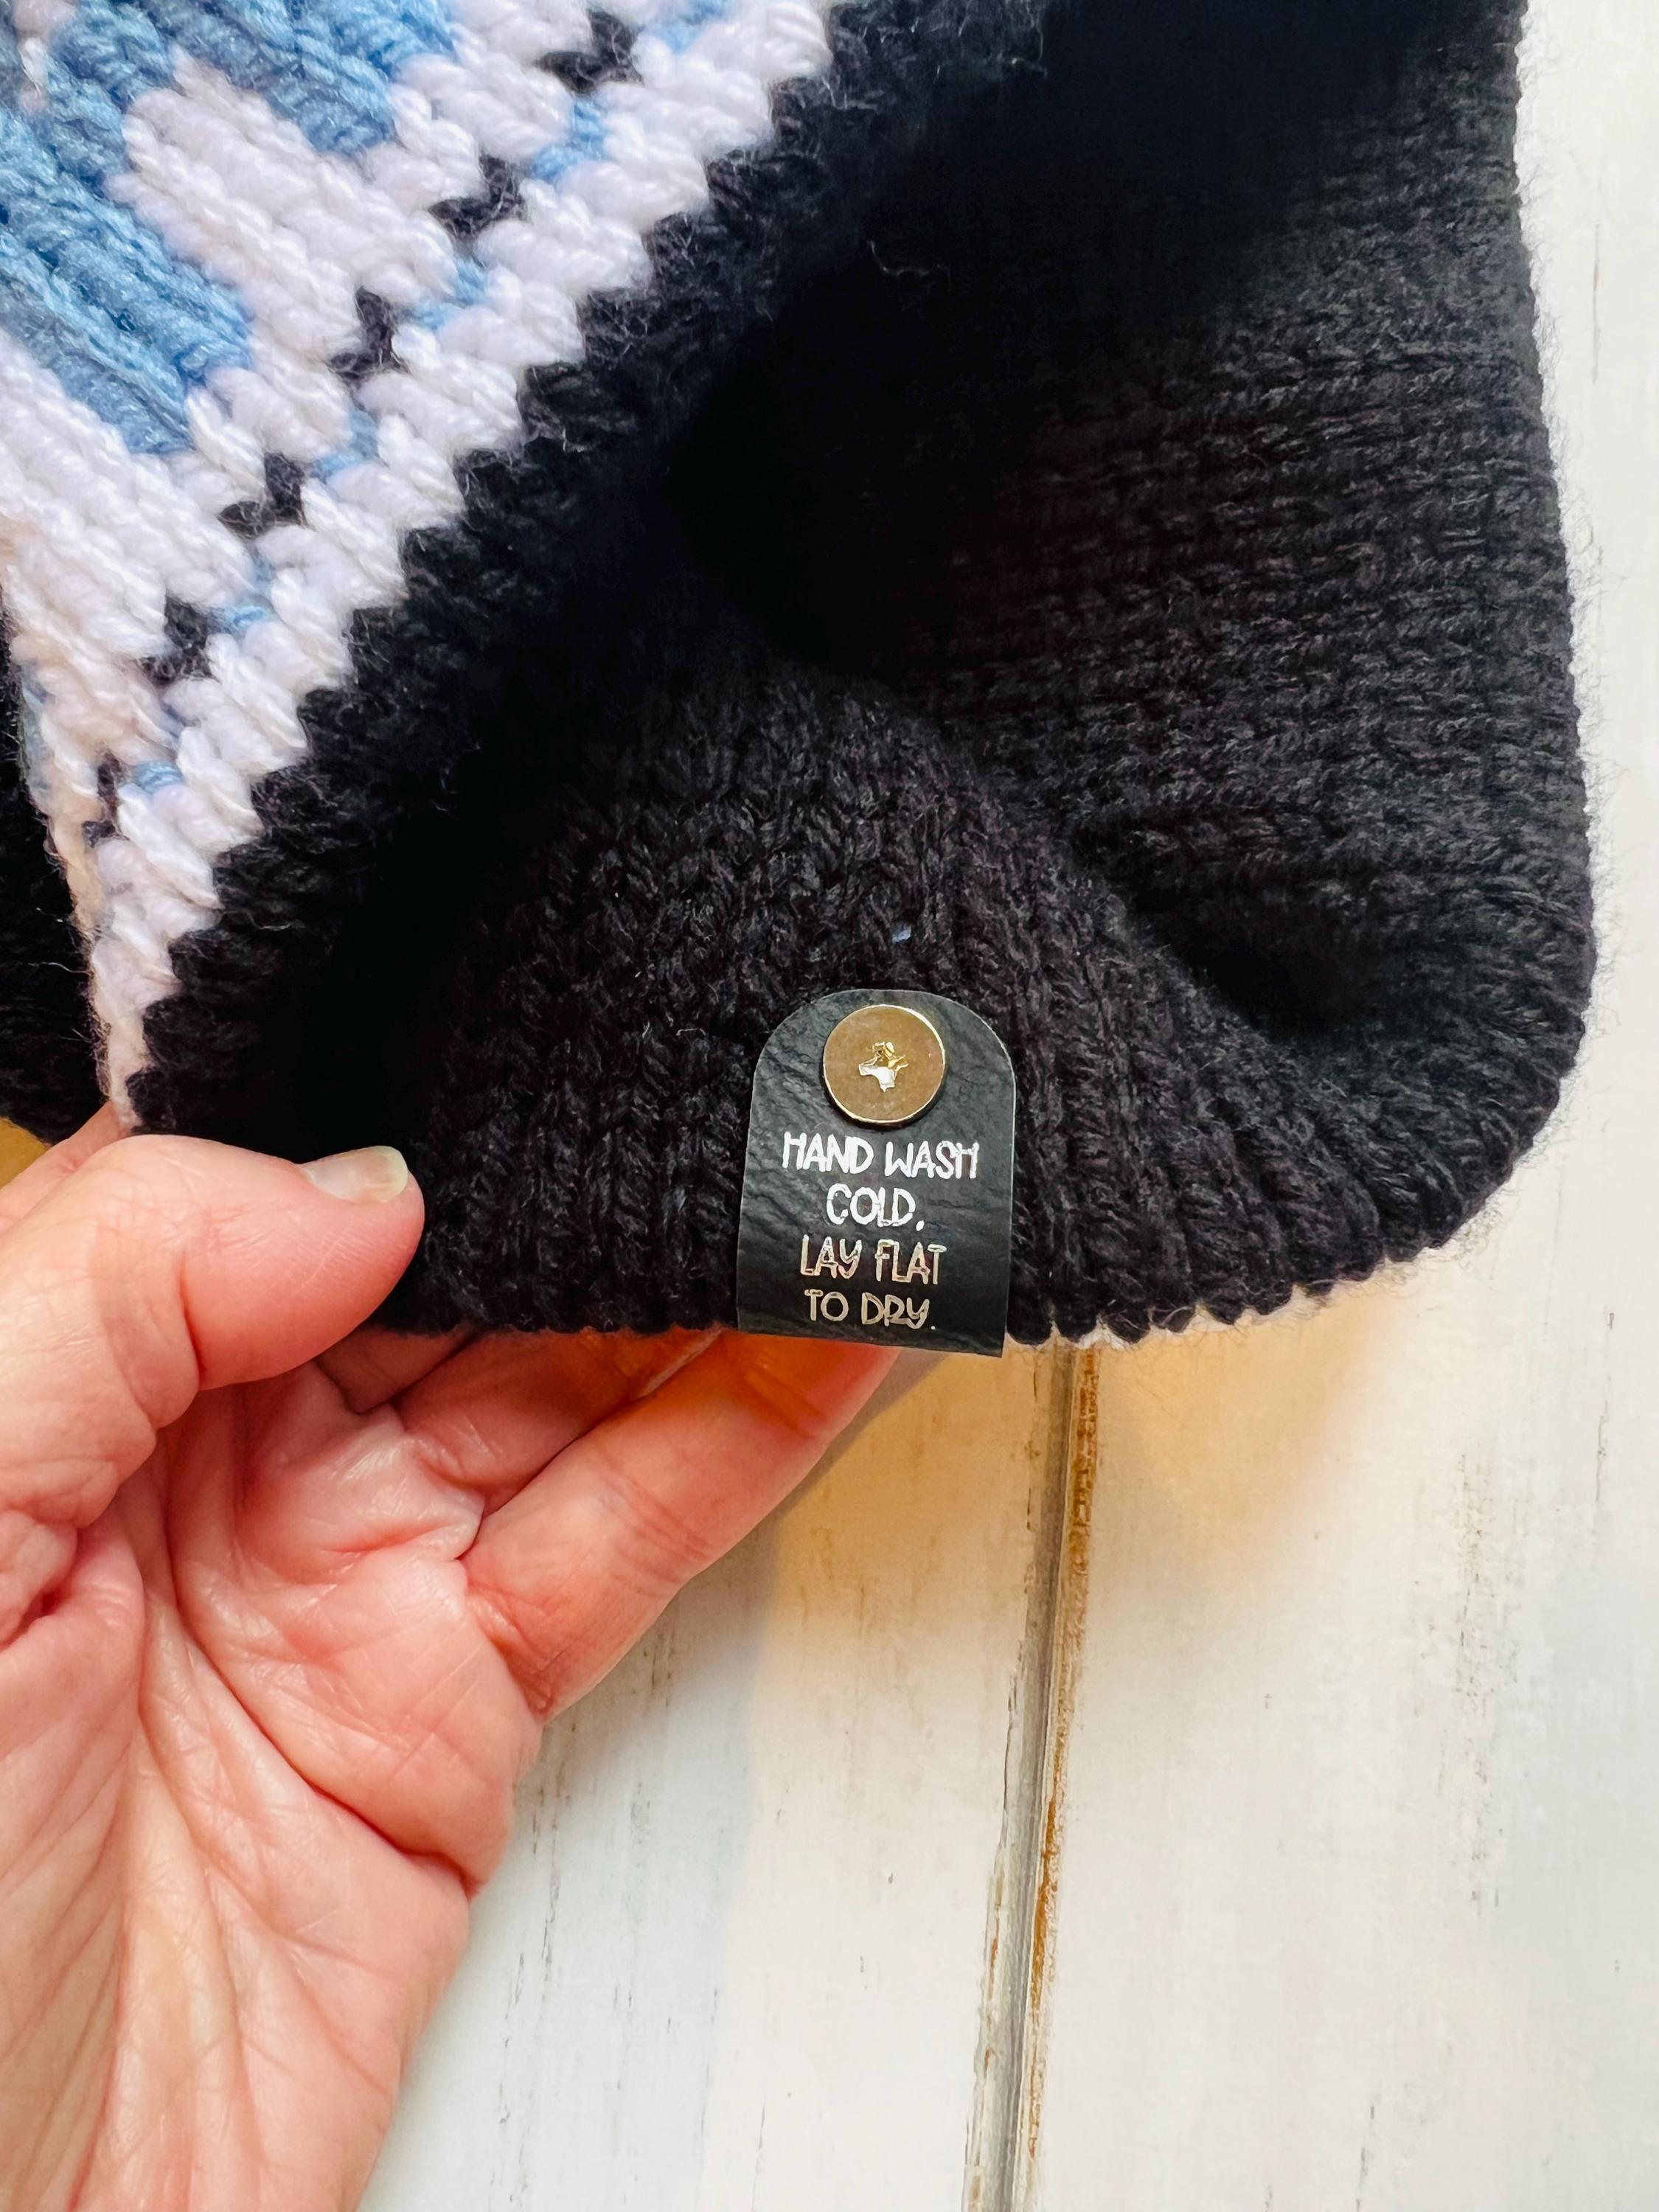 HAND WASH
COLD.
LAY FLAT
TO DRY.